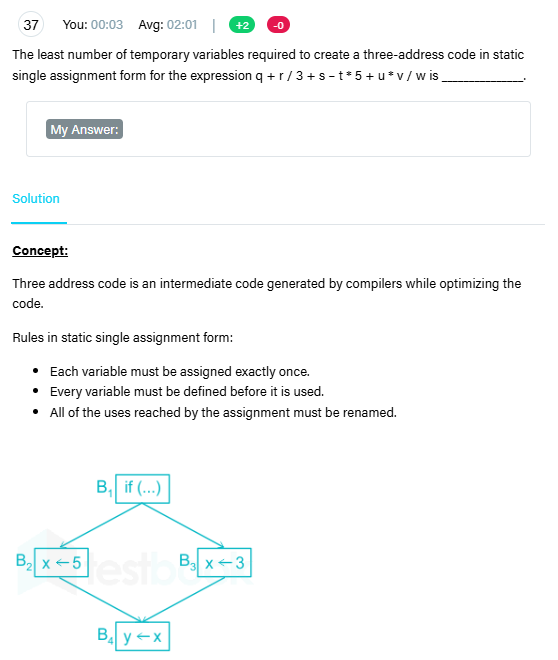 37 You: 00:03 Avg: 02:01 | +2 -0
The least number of temporary variables required to create a three-address code in static
single assignment form for the expression q + r / 3 + s – t * 5 + u * v / w is _______________.
My Answer:
Solution
Concept:
Three address code is an intermediate code generated by compilers while optimizing the
code.
Rules in static single assignment form:
• Each variable must be assigned exactly once.
• Every variable must be defined before it is used.
• All of the uses reached by the assignment must be renamed.
B₁ if (...)
B₂ x ← 5 B₃ x ← 3
B₄ y ← x